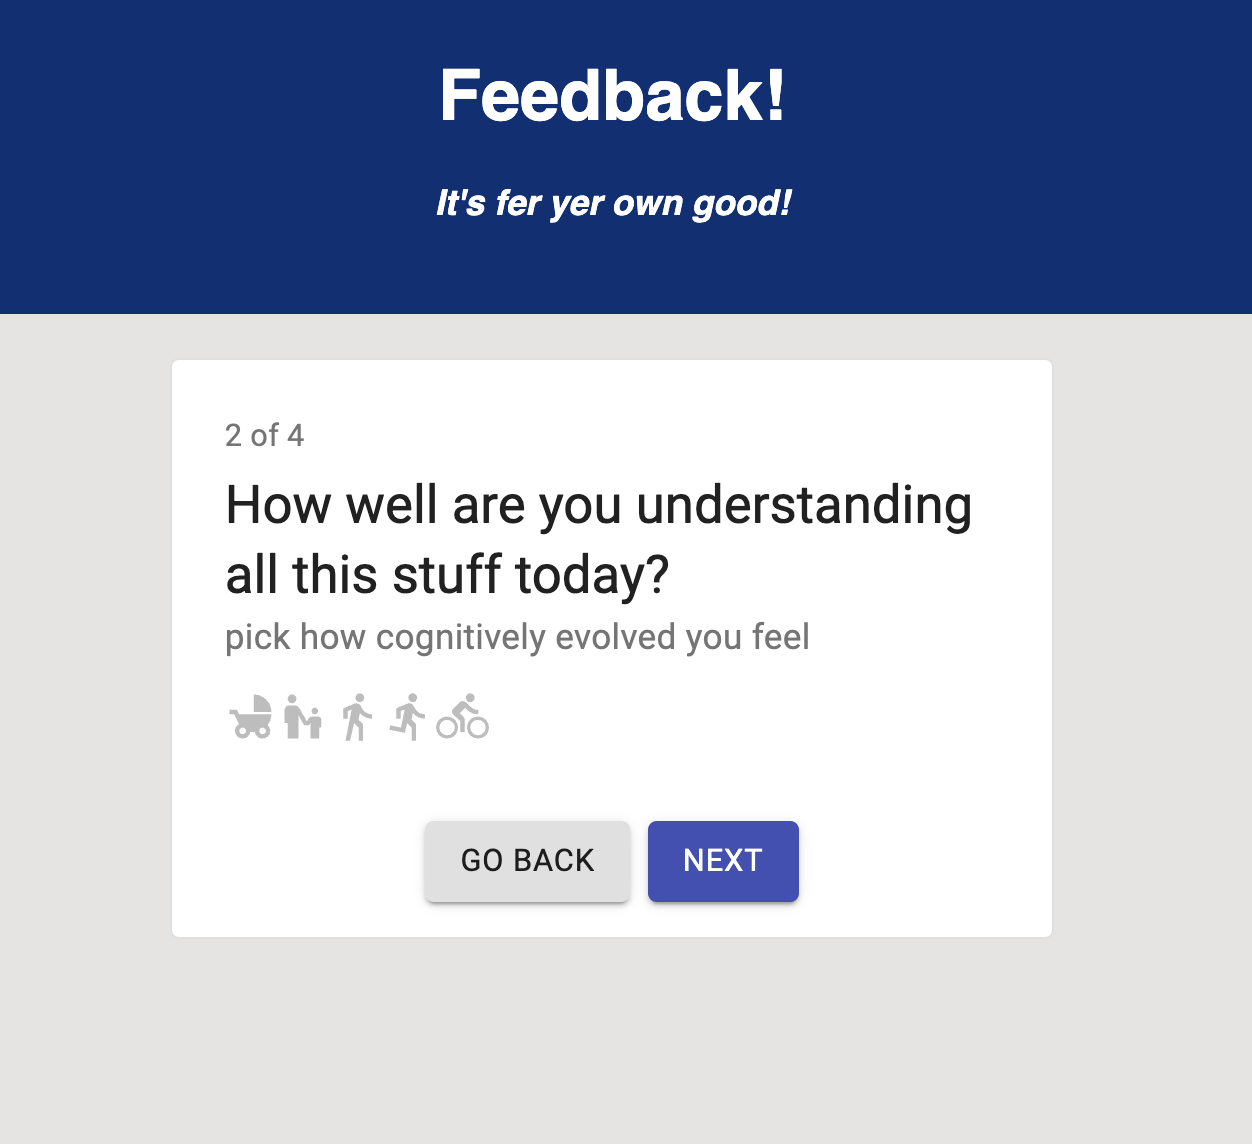 Feedback!
It's fer yer own good!
2 of 4
How well are you understanding
all this stuff today?
pick how cognitively evolved you feel
GO BACK
NEXT